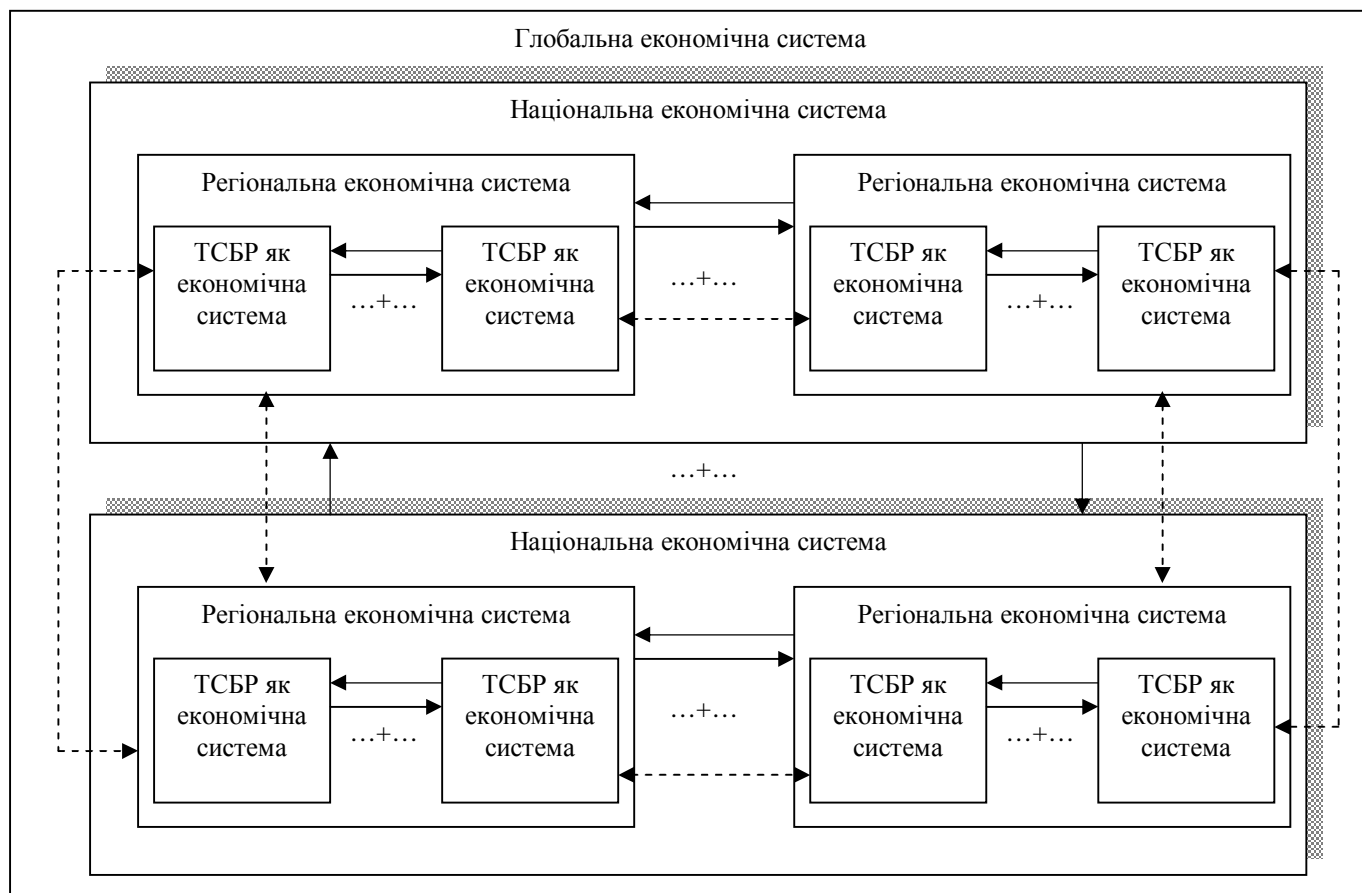 Глобальна економічна система
Національна економічна система
Регіональна економічна система
ТСБР як
економічна
система
…+…
ТСБР як
економічна
система
…+…
Регіональна економічна система
ТСБР як
економічна
система
…+…
ТСБР як
економічна
система
…+…
Національна економічна система
Регіональна економічна система
ТСБР як
економічна
система
…+…
ТСБР як
економічна
система
…+…
Регіональна економічна система
ТСБР як
економічна
система
…+…
ТСБР як
економічна
система